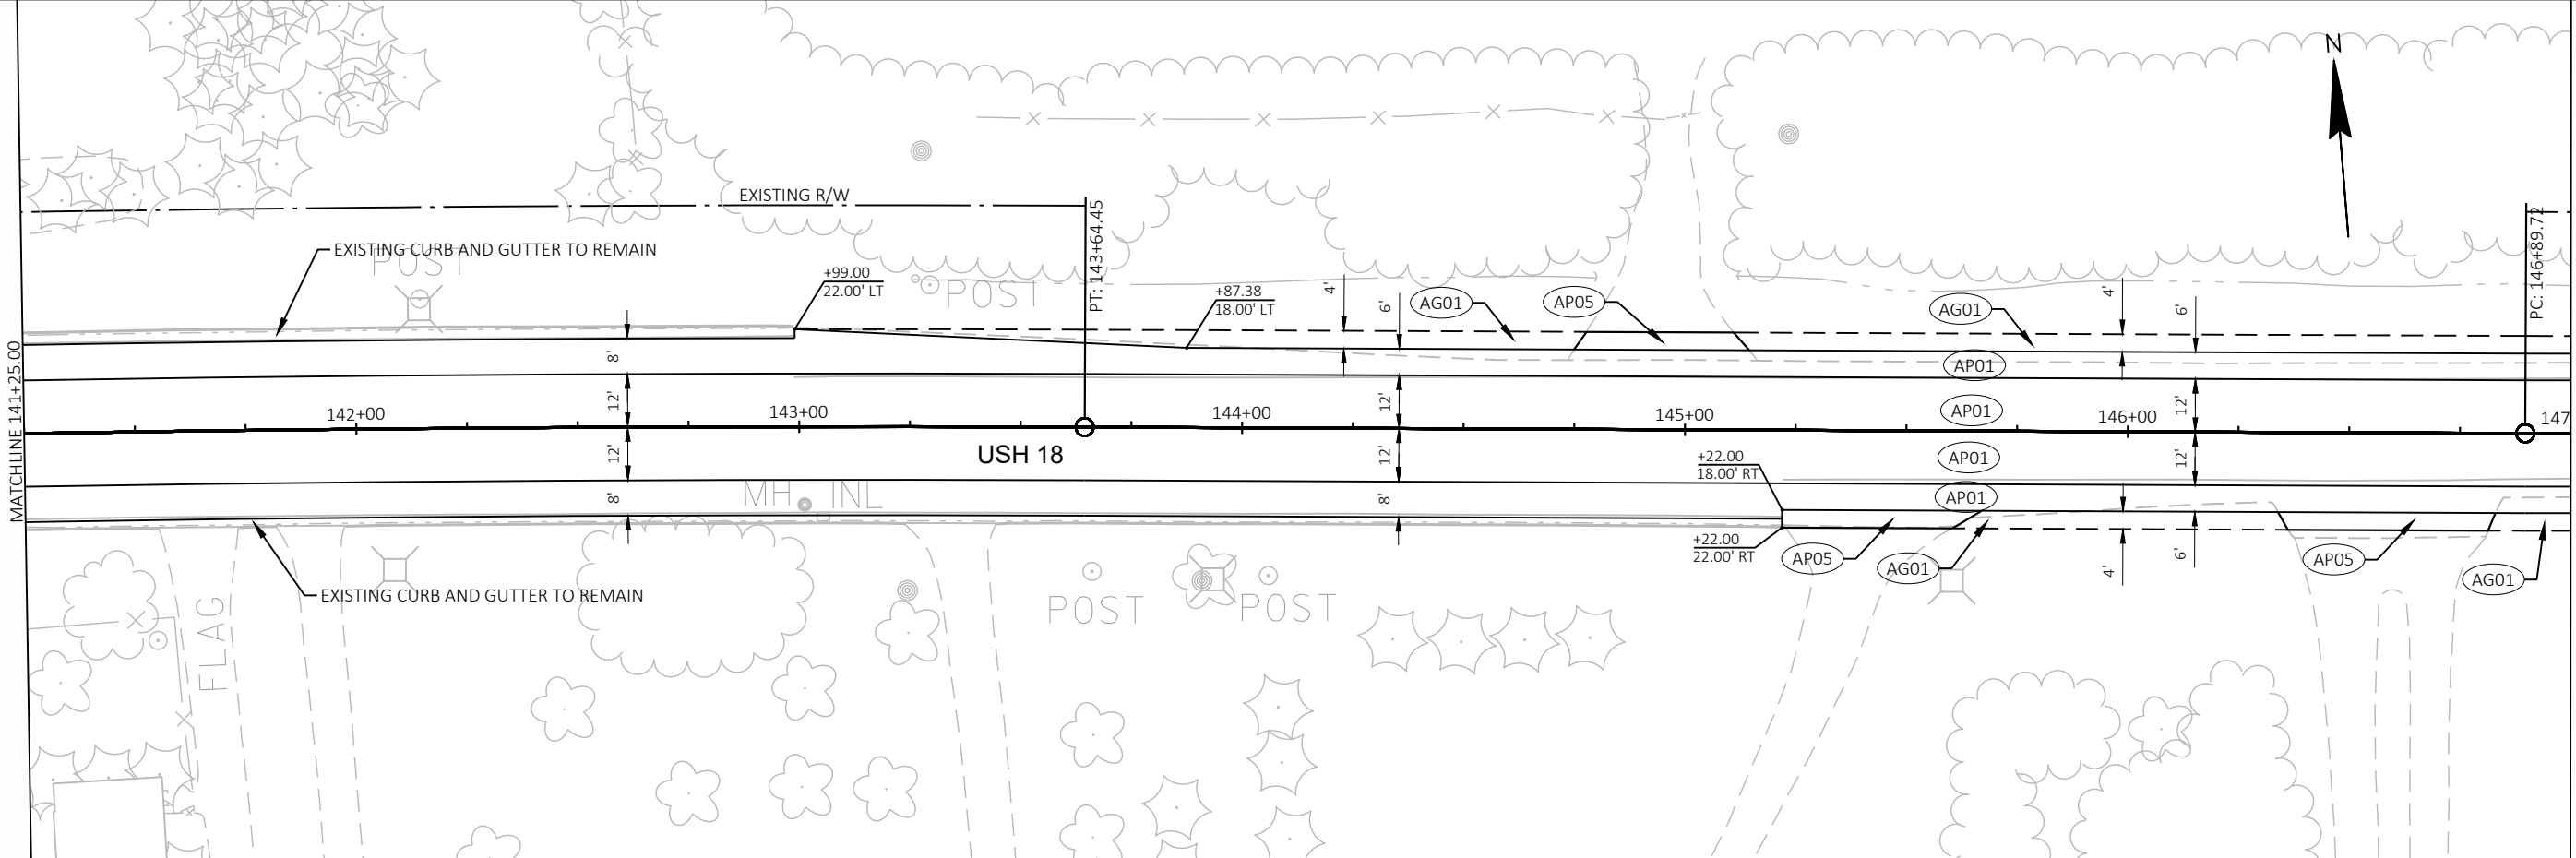 N
EXISTING R/W
PT: 143+64.45
PC: 146+89.72
EXISTING CURB AND GUTTER TO REMAIN
POST
+99.00
22.00' LT
POST
+87.38
18.00' LT
4'
6'
AG01
AP05
AG01
4'
6'
MATCHLINE 141+25.00
8'
AP01
12'
12'
12'
142+00
143+00
144+00
145+00
AP01
146+00
147
USH 18
12'
12'
12'
AP01
+22.00
18.00' RT
MH
INL
8'
8'
AP01
+22.00
22.00' RT
AP05
AG01
4'
6'
AP05
AG01
EXISTING CURB AND GUTTER TO REMAIN
FLAG
POST
POST